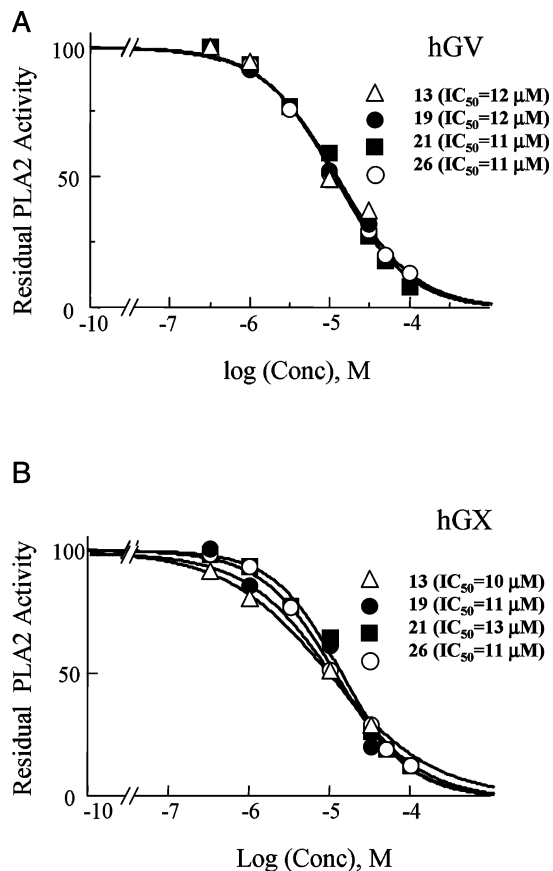 A
hGV
100
50
0
Residual PLA2 Activity
13 (IC50=12 µM)
19 (IC50=12 µM)
21 (IC50=11 µM)
26 (IC50=11 µM)
-10 -7 -6 -5 -4
log (Conc), M
B
hGX
100
50
0
Residual PLA2 Activity
13 (IC50=10 µM)
19 (IC50=11 µM)
21 (IC50=13 µM)
26 (IC50=11 µM)
-10 -7 -6 -5 -4
Log (Conc), M